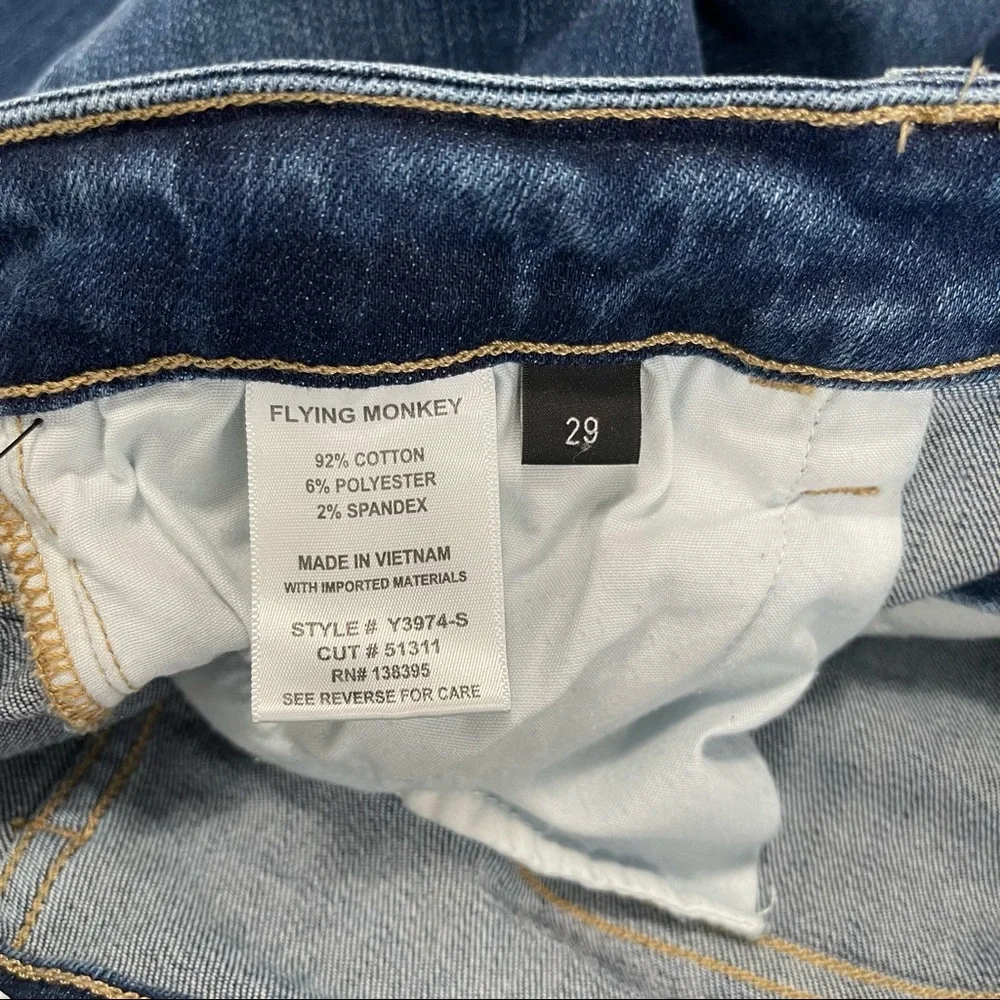 FLYING MONKEY
92% COTTON
6% POLYESTER
2% SPANDEX
MADE IN VIETNAM
WITH IMPORTED MATERIALS
STYLE # Y3974-S
CUT # 51311
RN# 138395
SEE REVERSE FOR CARE
29